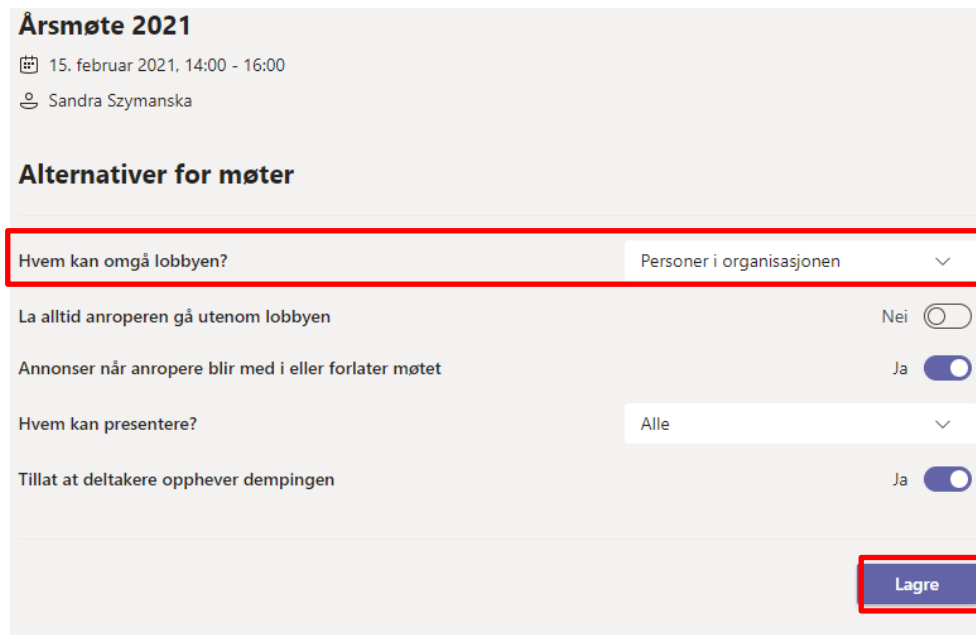 Årsmøte 2021
15. februar 2021, 14:00 - 16:00
Sandra Szymanska
Alternativer for møter
Hvem kan omgå lobbyen? Personer i organisasjonen
La alltid anroperen gå utenom lobbyen Nei
Annonser når anropere blir med i eller forlater møtet Ja
Hvem kan presentere? Alle
Tillat at deltakere opphever dempingen Ja
Lagre